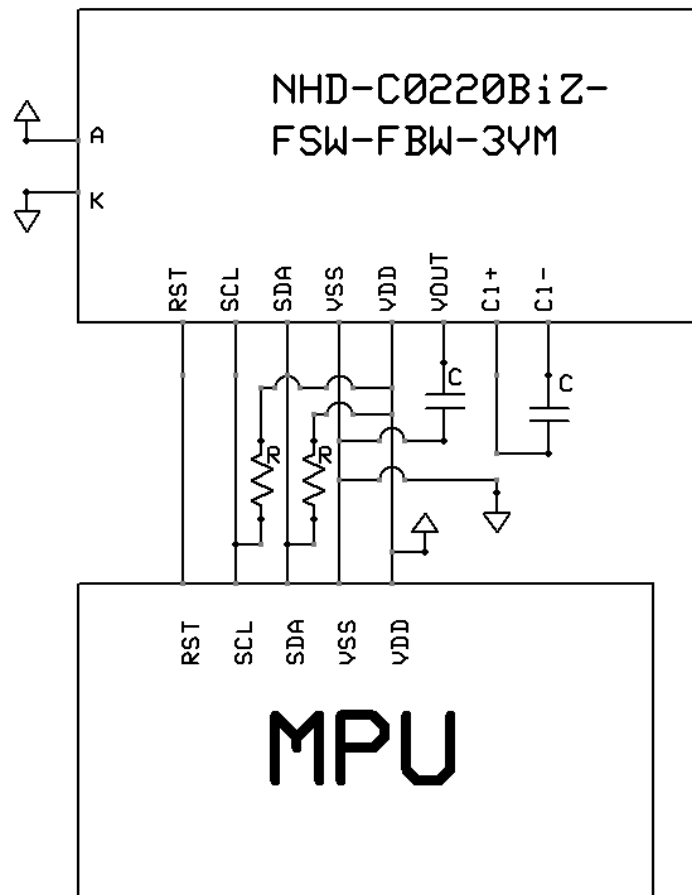 NHD-C0220BiZ-
FSW-FBW-3VM
A
K
RST SCL SDA VSS VDD VOUT C1+ C1-
C
C
R R
RST SCL SDA VSS VDD
MPU